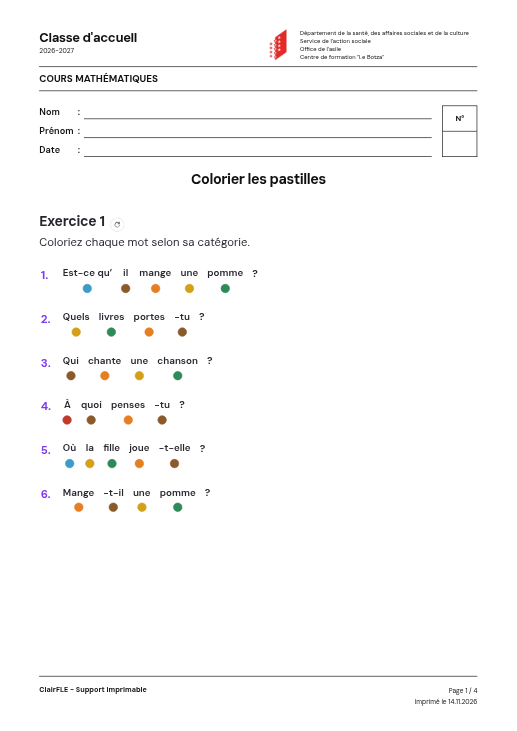 Classe d'accueil
2026-2027
Département de la santé, des affaires sociales et de la culture
Service de l'action sociale
Office de l'asile
Centre de formation "Le Botza"
COURS MATHÉMATIQUES
Nom :
Prénom :
Date :
N°
Colorier les pastilles
Exercice 1
Coloriez chaque mot selon sa catégorie.
1. Est-ce qu' il mange une pomme ?
2. Quels livres portes -tu ?
3. Qui chante une chanson ?
4. À quoi penses -tu ?
5. Où la fille joue -t-elle ?
6. Mange -t-il une pomme ?
ClairFLE - Support imprimable
Page 1 / 4
Imprimé le 14.11.2026